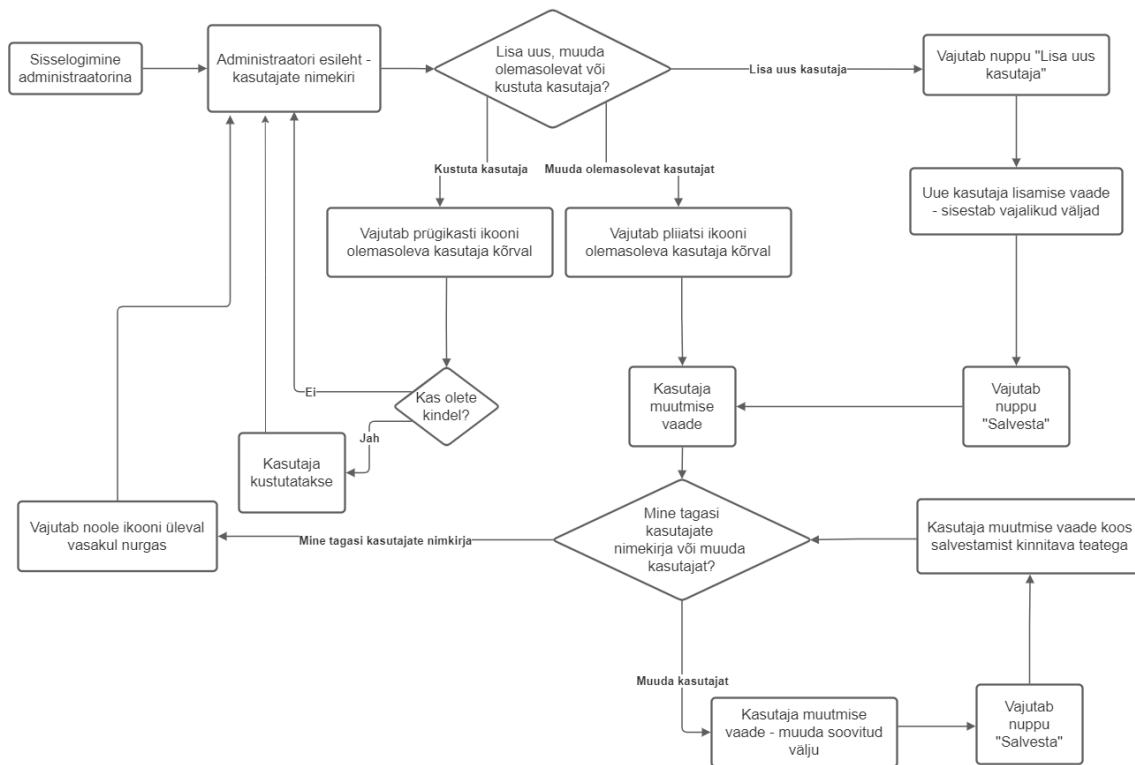 Sisselogimine
administraatorina
Administraatori esileht -
kasutajate nimekiri
Lisa uus, muuda
olemasolevat või
kustuta kasutaja?
Lisa uus kasutaja
Vajutab nuppu "Lisa uus
kasutaja"
Kustuta kasutaja
Muuda olemasolevat kasutajat
Uue kasutaja lisamise vaade
- sisestab vajalikud väljad
Vajutab prügikasti ikooni
olemasoleva kasutaja kõrval
Vajutab pliiatsi ikooni
olemasoleva kasutaja kõrval
Ei
Kas olete
kindel?
Jah
Kasutaja
kustutatakse
Kasutaja
muutmise
vaade
Vajutab
nuppu
"Salvesta"
Vajutab noole ikooni üleval
vasakul nurgas
Mine tagasi kasutajate nimkirja
Mine tagasi
kasutajate
nimekirja või muuda
kasutajat?
Kasutaja muutmise vaade koos
salvestamist kinnitava teatega
Muuda kasutajat
Kasutaja muutmise
vaade - muuda soovitud
välju
Vajutab
nuppu
"Salvesta"